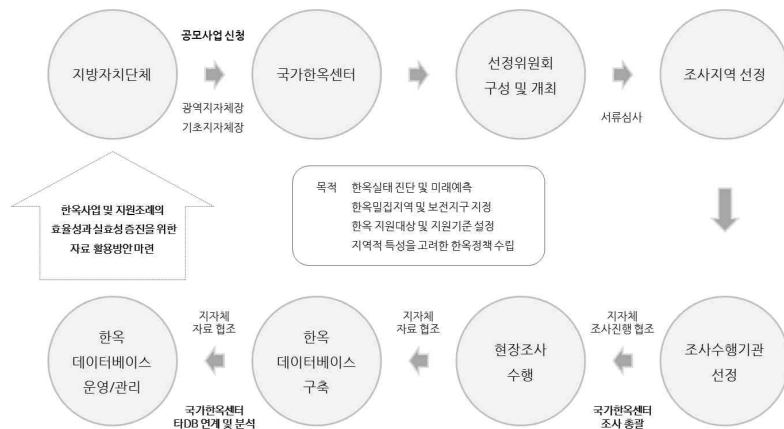 공모사업 신청
지방자치단체
국가한옥센터
선정위원회
구성 및 개최
조사지역 선정
광역지자체장
기초지자체장
서류심사
목적 한옥실태 진단 및 미래예측
한옥밀집지역 및 보전지구 지정
한옥 지원대상 및 지원기준 설정
지역적 특성을 고려한 한옥정책 수립
한옥사업 및 지원조례의
효율성과 실효성 증진을 위한
자료 활용방안 마련
한옥
데이터베이스
운영/관리
지자체
자료 협조
국가한옥센터
타DB 연계 및 분석
한옥
데이터베이스
구축
지자체
자료 협조
현장조사
수행
지자체
조사진행 협조
국가한옥센터
조사 총괄
조사수행기관
선정